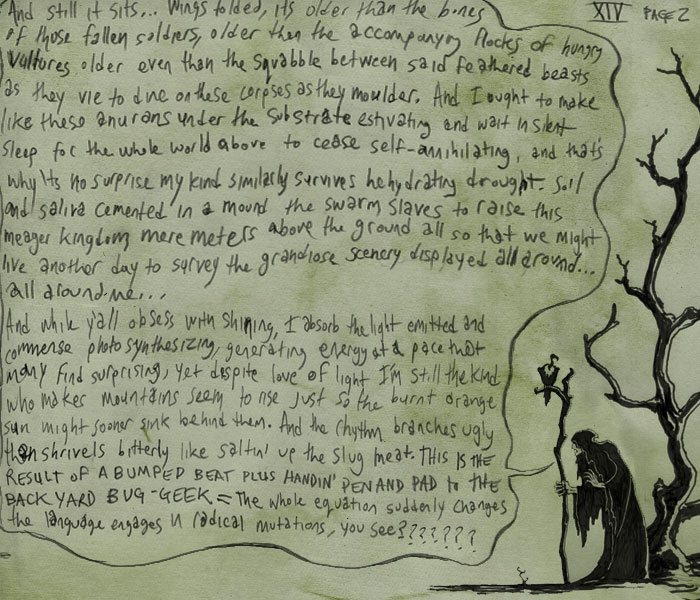 And still it sits... Wings folded, its older than the bones
XIV PAGE 2
of those fallen soldiers, older then the accompanying flocks of hungry
Vultures older even than the squabble between said feathered beasts
as they vie to dine on these corpses as they moulder. And I ought to make
like these anurans under the substrate estivating and wait in silent
sleep for the whole world above to cease self-annihilating, and that's
why it's no surprise my kind similarly survives hehydrating drought. Soil
and saliva cemented in a mound the swarm slaves to raise this
meager kingdom mere meters above the ground all so that we might
live another day to survey the grandiose scenery displayed all around...
all around me...
And while y'all obsess with shining, I absorb the light emitted and
commense photosynthesizing, generating energy at a pace that
many find surprising, yet despite love of light I'm still the kind
who makes mountains seem to rise just so the burnt orange
sun might sooner sink behind them. And the rhythm branches ugly
than shrivels bitterly like saltin' up the slug meat. THIS IS THE
RESULT OF A BUMPED BEAT PLUS HANDIN' PEN AND PAD to the
BACK YARD BUG-GEEK = The whole equation suddenly changes
the language engages in radical mutations, you see???????